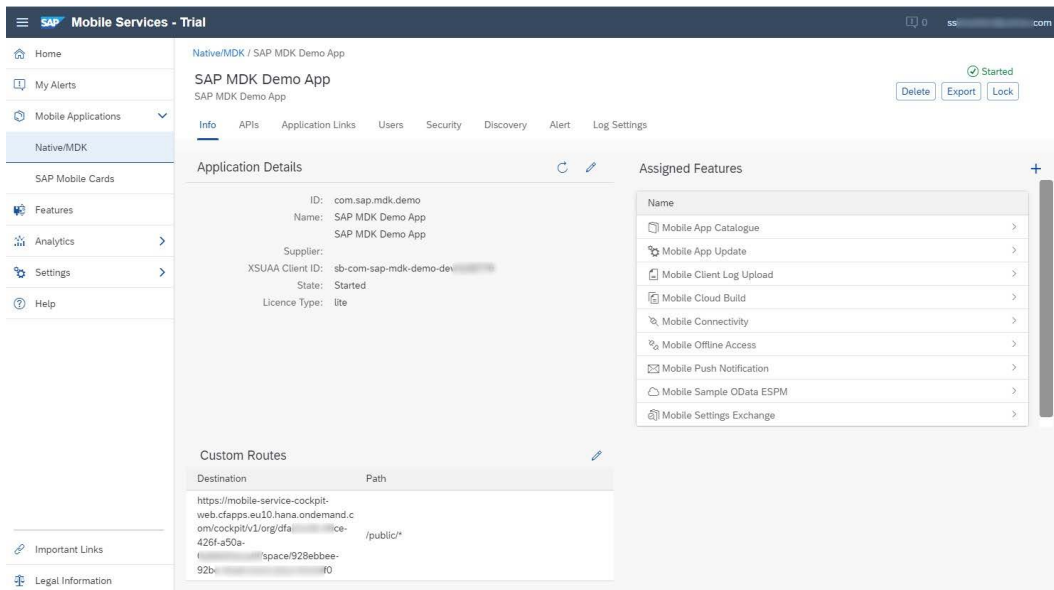 SAP Mobile Services - Trial
0 ss com
Home
My Alerts
Mobile Applications
Native/MDK
SAP Mobile Cards
Features
Analytics
Settings
Help
Important Links
Legal Information
Native/MDK / SAP MDK Demo App
SAP MDK Demo App
SAP MDK Demo App
Started
Delete Export Lock
Info APIs Application Links Users Security Discovery Alert Log Settings
Application Details
ID: com.sap.mdk.demo
Name: SAP MDK Demo App
SAP MDK Demo App
Supplier:
XSUAA Client ID: sb-com-sap-mdk-demo-dev
State: Started
Licence Type: lite
Assigned Features
Name
Mobile App Catalogue
Mobile App Update
Mobile Client Log Upload
Mobile Cloud Build
Mobile Connectivity
Mobile Offline Access
Mobile Push Notification
Mobile Sample OData ESPM
Mobile Settings Exchange
Custom Routes
Destination Path
https://mobile-service-cockpit-
web.cfapps.eu10.hana.ondemand.c
om/cockpit/v1/org/dfa ce-
426f-a50a-
/space/928ebbee-
92b f0
/public/*